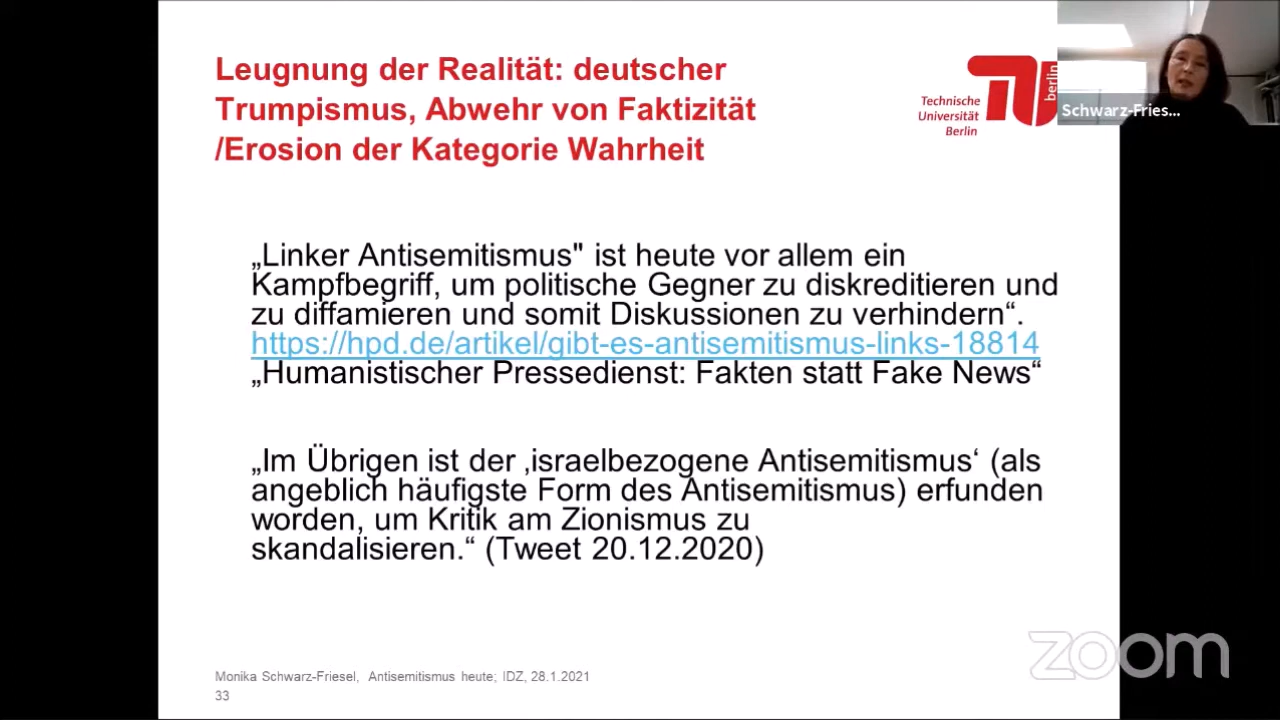 Leugnung der Realität: deutscher
Trumpismus, Abwehr von Faktizität
/Erosion der Kategorie Wahrheit
Technische
Universität
Berlin
berlin
Schwarz-Fries...
„Linker Antisemitismus" ist heute vor allem ein
Kampfbegriff, um politische Gegner zu diskreditieren und
zu diffamieren und somit Diskussionen zu verhindern“.
https://hpd.de/artikel/gibt-es-antisemitismus-links-18814
„Humanistischer Pressedienst: Fakten statt Fake News“
„Im Übrigen ist der ‚israelbezogene Antisemitismus‘ (als
angeblich häufigste Form des Antisemitismus) erfunden
worden, um Kritik am Zionismus zu
skandalisieren.“ (Tweet 20.12.2020)
Monika Schwarz-Friesel, Antisemitismus heute; IDZ, 28.1.2021
33
zoom